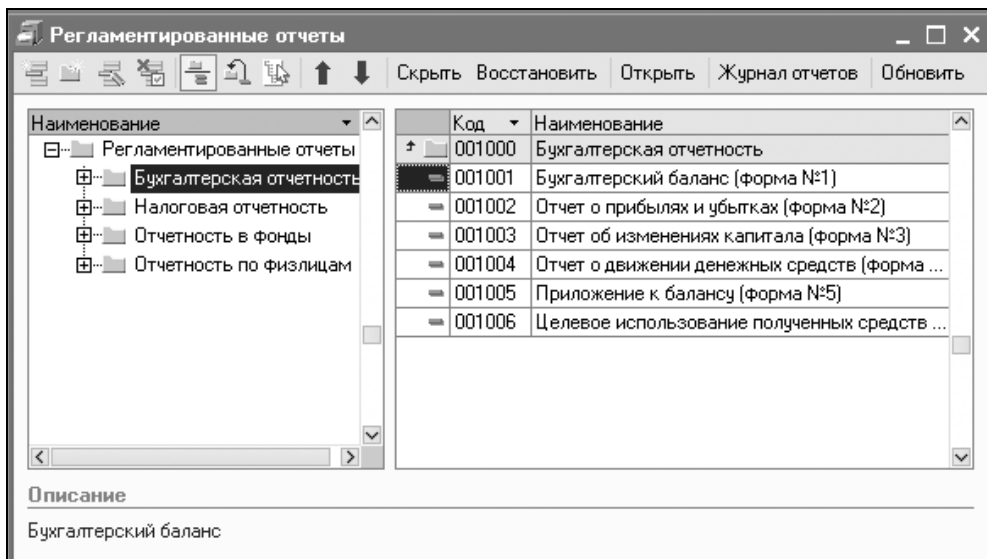 Регламентированные отчеты
Скрыть Восстановить Открыть Журнал отчетов Обновить
Наименование
Регламентированные отчеты
Бухгалтерская отчетность
Налоговая отчетность
Отчетность в фонды
Отчетность по физлицам
Код Наименование
001000 Бухгалтерская отчетность
001001 Бухгалтерский баланс (форма №1)
001002 Отчет о прибылях и убытках (форма №2)
001003 Отчет об изменениях капитала (форма №3)
001004 Отчет о движении денежных средств (форма ...
001005 Приложение к балансу (форма №5)
001006 Целевое использование полученных средств ...
Описание
Бухгалтерский баланс